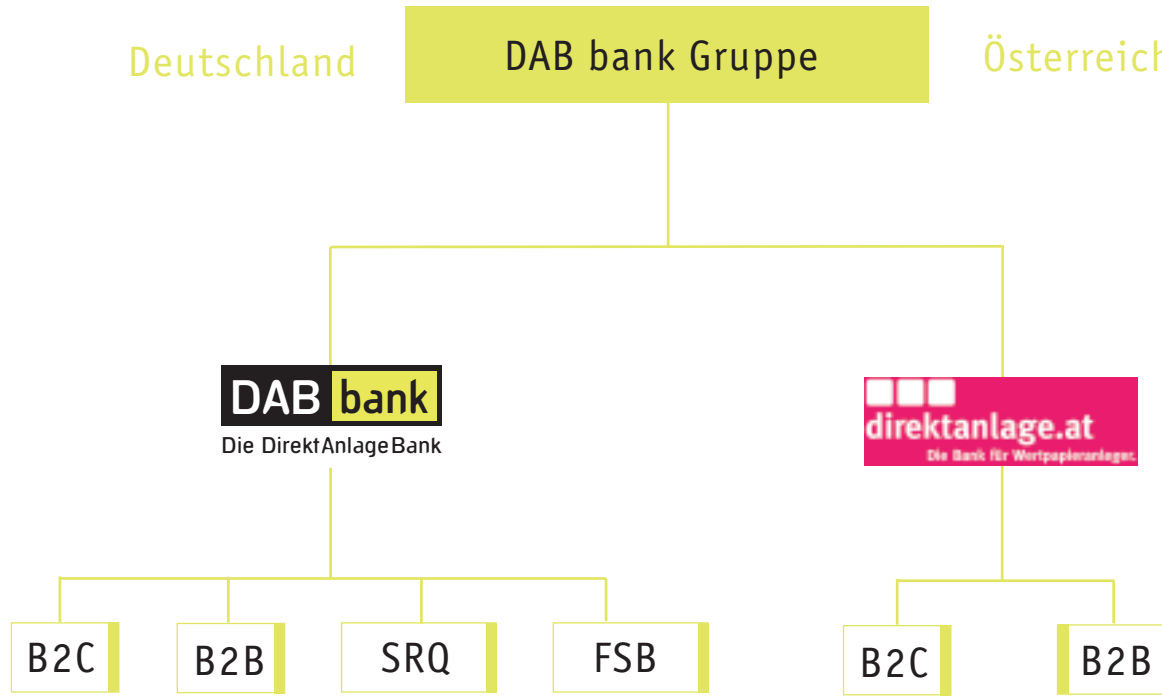 Deutschland
DAB bank Gruppe
Österreich
DAB bank
Die DirektAnlageBank
direktanlage.at
Die Bank für Wertpapieranleger.
B2C
B2B
SRQ
FSB
B2C
B2B